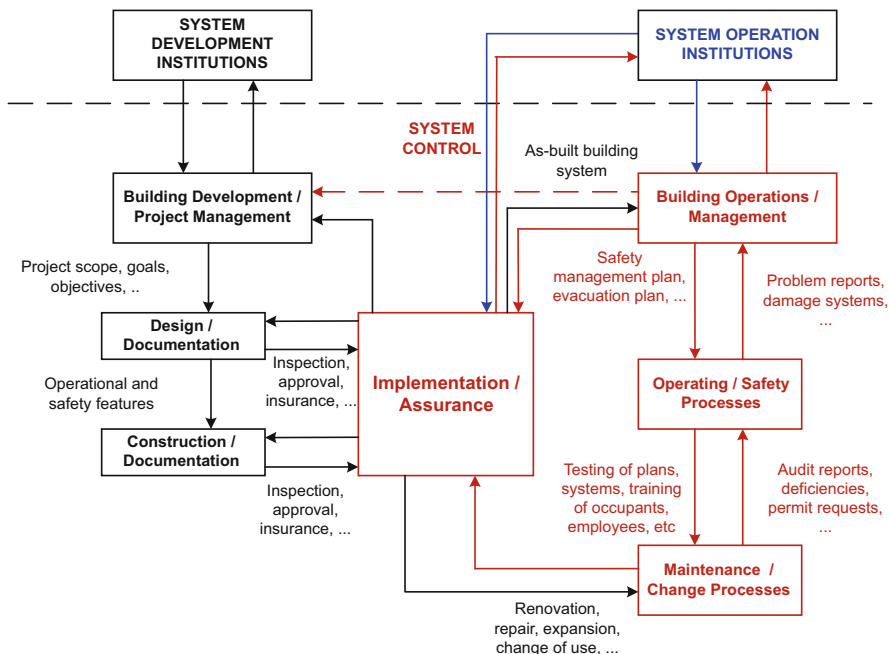 SYSTEM
DEVELOPMENT
INSTITUTIONS
SYSTEM OPERATION
INSTITUTIONS
SYSTEM
CONTROL
As-built building
system
Building Development /
Project Management
Building Operations /
Management
Project scope, goals,
objectives, ..
Safety
management plan,
evacuation plan, ...
Problem reports,
damage systems,
...
Design /
Documentation
Inspection,
approval,
insurance, ...
Implementation /
Assurance
Operating / Safety
Processes
Operational and
safety features
Construction /
Documentation
Inspection,
approval,
insurance, ...
Testing of plans,
systems, training
of occupants,
employees, etc
Audit reports,
deficiencies,
permit requests,
...
Maintenance /
Change Processes
Renovation,
repair, expansion,
change of use, ...